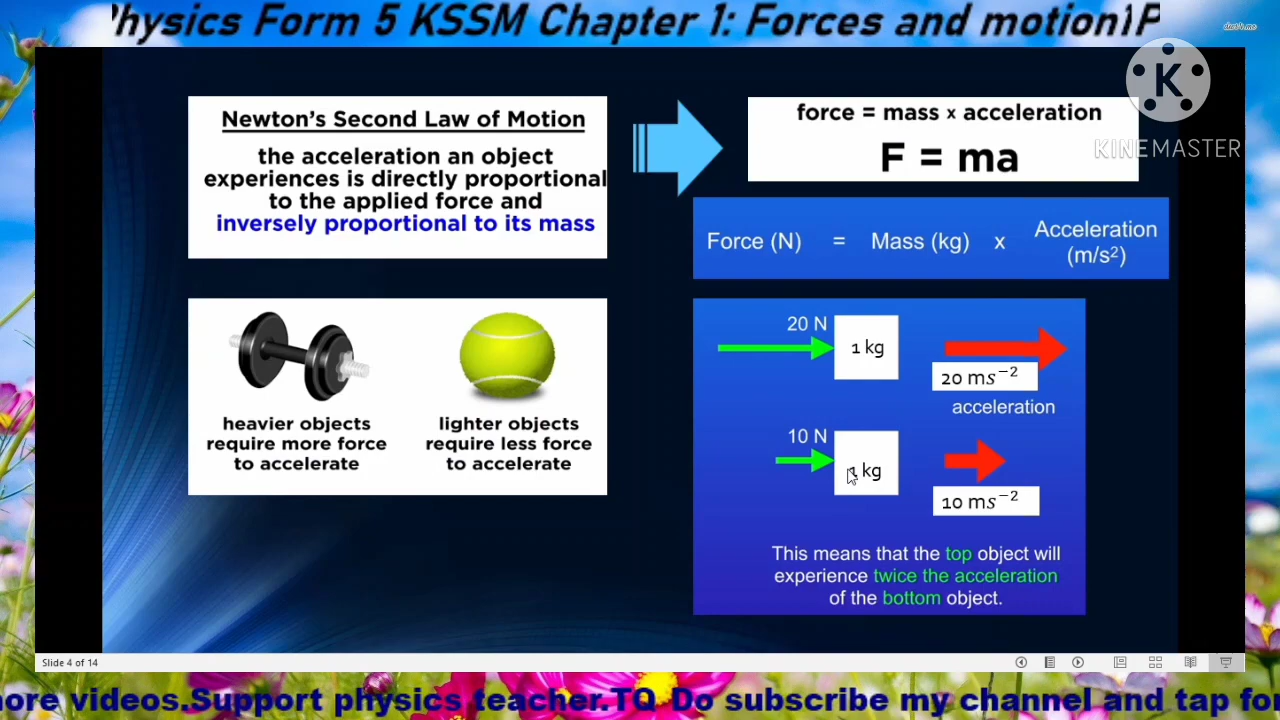 Physics Form 5 KSSM Chapter 1: Forces and motion1P
KINEMASTER
Newton's Second Law of Motion
the acceleration an object
experiences is directly proportional
to the applied force and
inversely proportional to its mass
force = mass x acceleration
F = ma
Force (N) = Mass (kg) x Acceleration
(m/s²)
heavier objects
require more force
to accelerate
lighter objects
require less force
to accelerate
20 N
1 kg
20 ms⁻²
acceleration
10 N
1 kg
10 ms⁻²
This means that the top object will
experience twice the acceleration
of the bottom object.
Slide 4 of 14
ore videos.Support physics teacher.TQ Do subscribe my channel and tap for